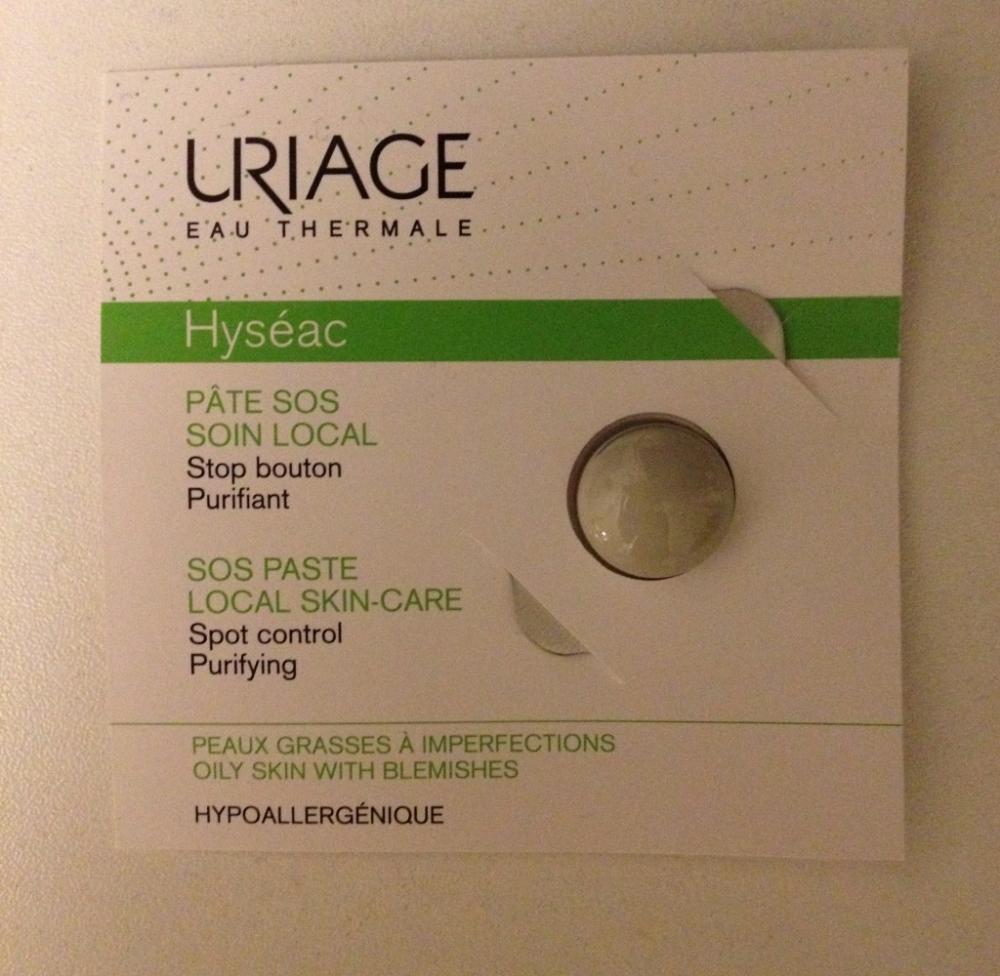 URIAGE
EAU THERMALE
Hyséac
PÂTE SOS
SOIN LOCAL
Stop bouton
Purifiant
SOS PASTE
LOCAL SKIN-CARE
Spot control
Purifying
PEAUX GRASSES À IMPERFECTIONS
OILY SKIN WITH BLEMISHES
HYPOALLERGÉNIQUE